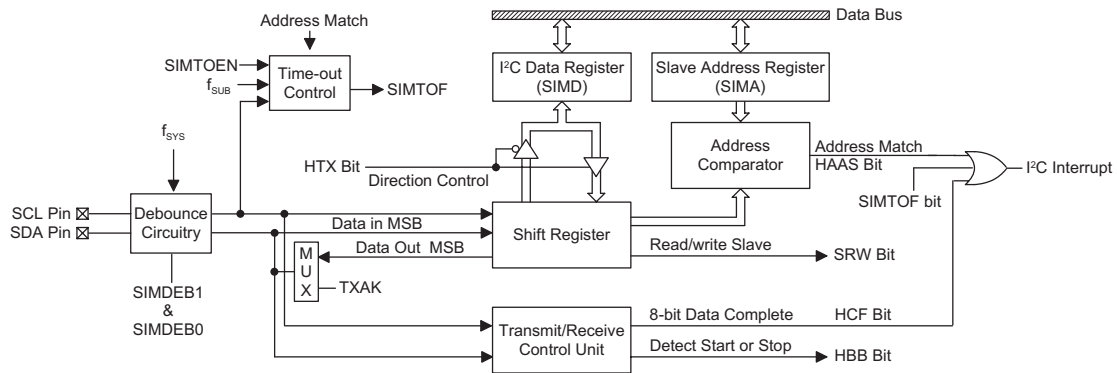 Address Match
Data Bus
SIMTOEN
fSUB
Time-out
Control
SIMTOF
I²C Data Register
(SIMD)
Slave Address Register
(SIMA)
fSYS
HTX Bit
Direction Control
Address
Comparator
Address Match
HAAS Bit
I²C Interrupt
SIMTOF bit
SCL Pin
SDA Pin
Debounce
Circuitry
Data in MSB
Shift Register
Data Out MSB
Read/write Slave
SRW Bit
M
U
X
TXAK
SIMDEB1
&
SIMDEB0
Transmit/Receive
Control Unit
8-bit Data Complete
HCF Bit
Detect Start or Stop
HBB Bit